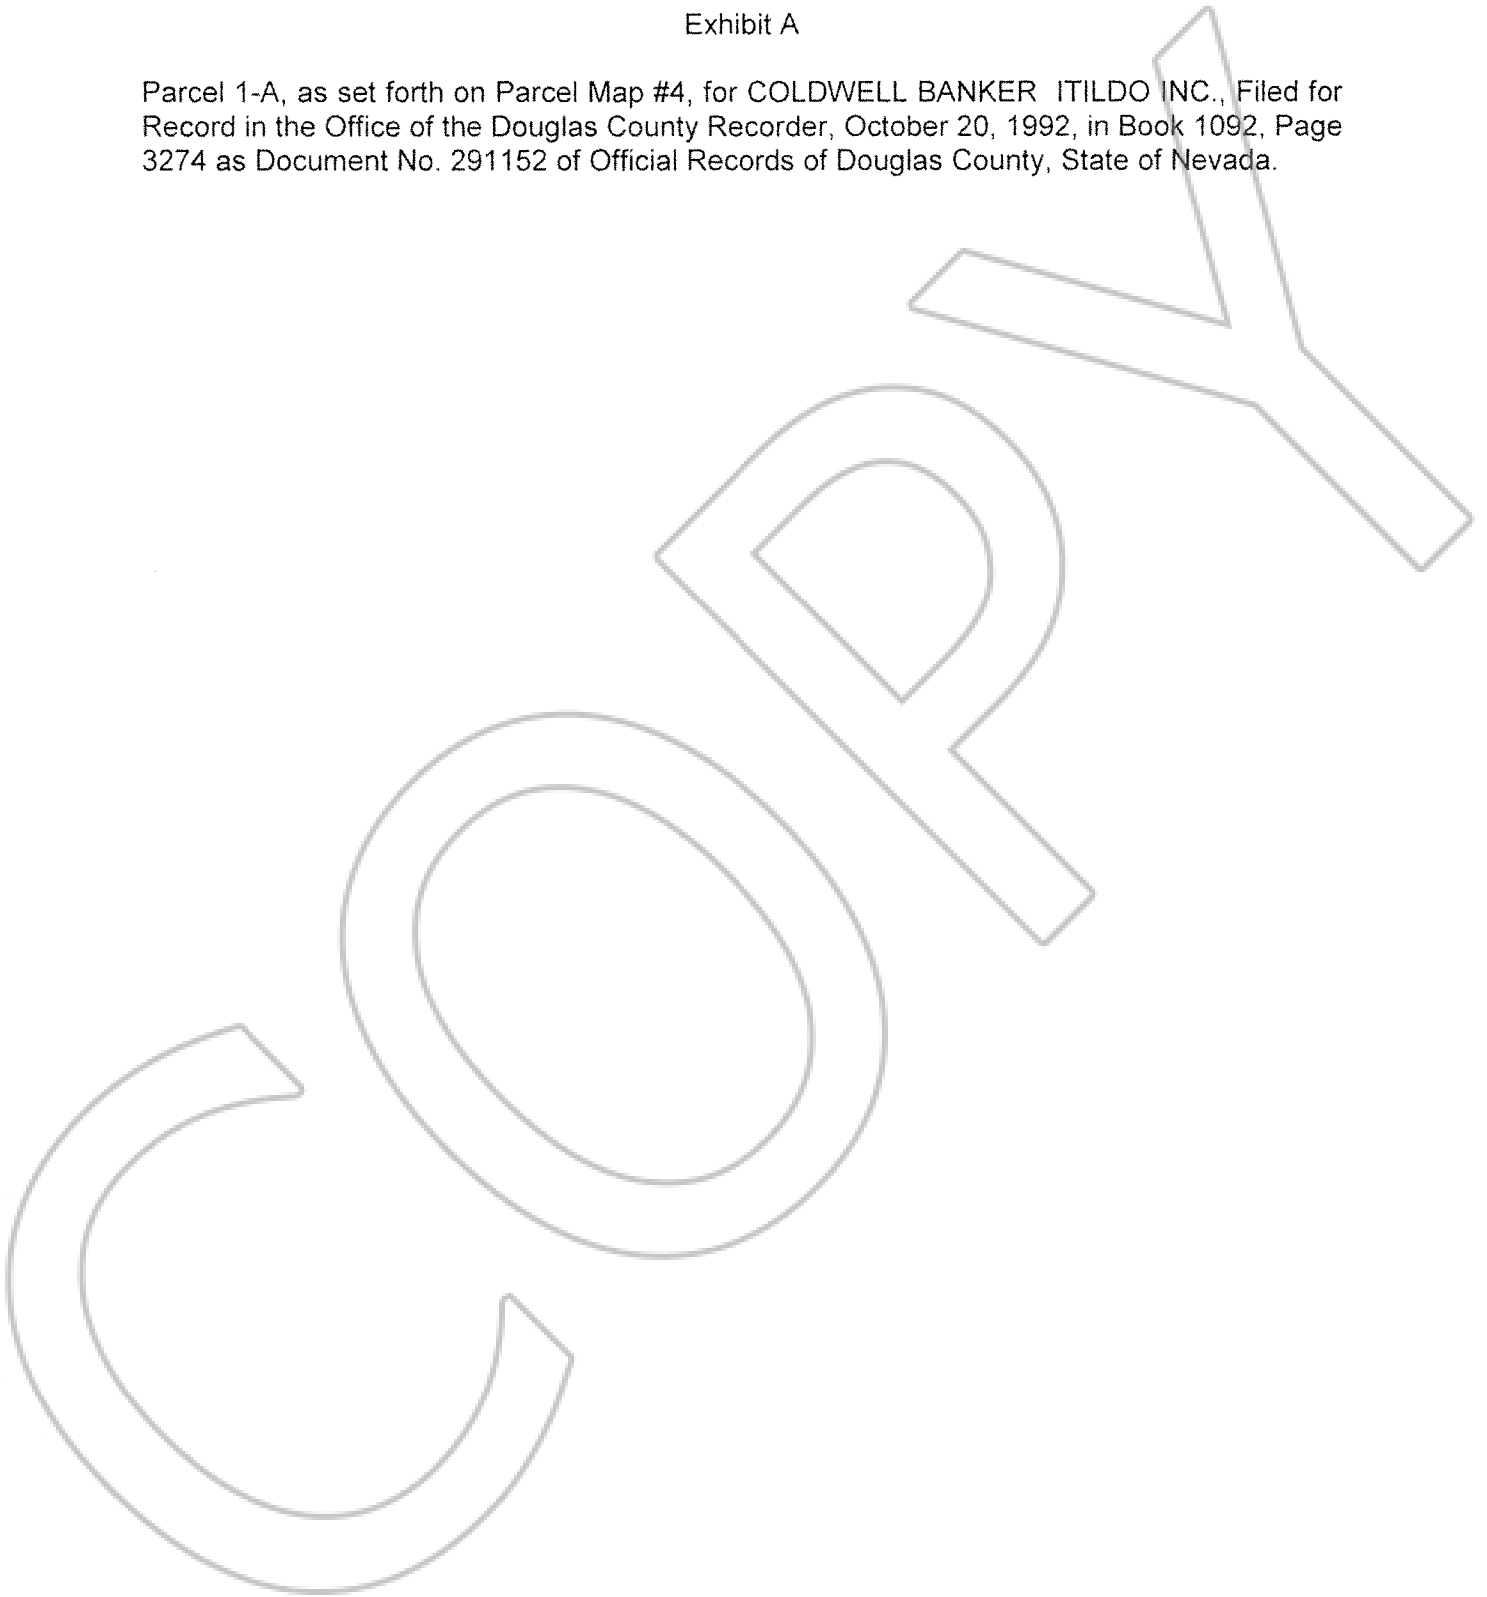 Exhibit A
Parcel 1-A, as set forth on Parcel Map #4, for COLDWELL BANKER ITILDO INC., Filed for
Record in the Office of the Douglas County Recorder, October 20, 1992, in Book 1092, Page
3274 as Document No. 291152 of Official Records of Douglas County, State of Nevada.
COPY